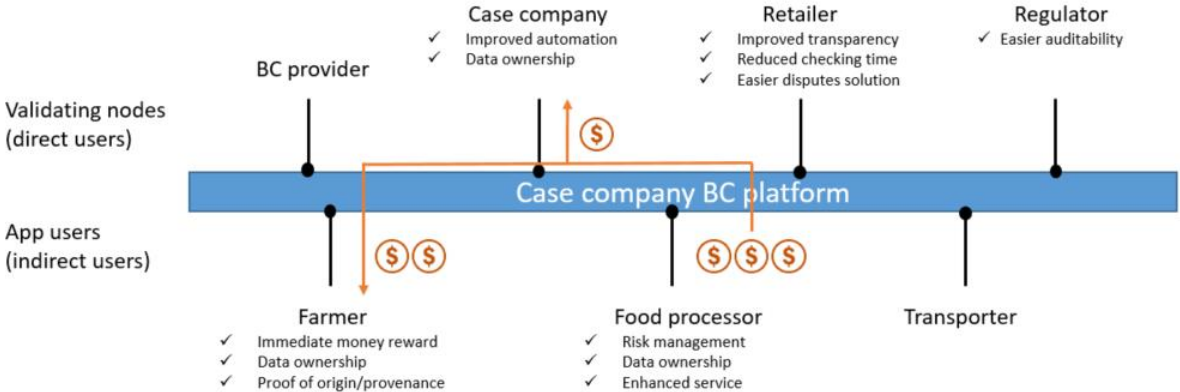 Case company
✓ Improved automation
✓ Data ownership
Retailer
✓ Improved transparency
✓ Reduced checking time
✓ Easier disputes solution
Regulator
✓ Easier auditability
BC provider
Validating nodes
(direct users)
$
Case company BC platform
App users
(indirect users)
$ $
$ $ $
Farmer
✓ Immediate money reward
✓ Data ownership
✓ Proof of origin/provenance
Food processor
✓ Risk management
✓ Data ownership
✓ Enhanced service
Transporter